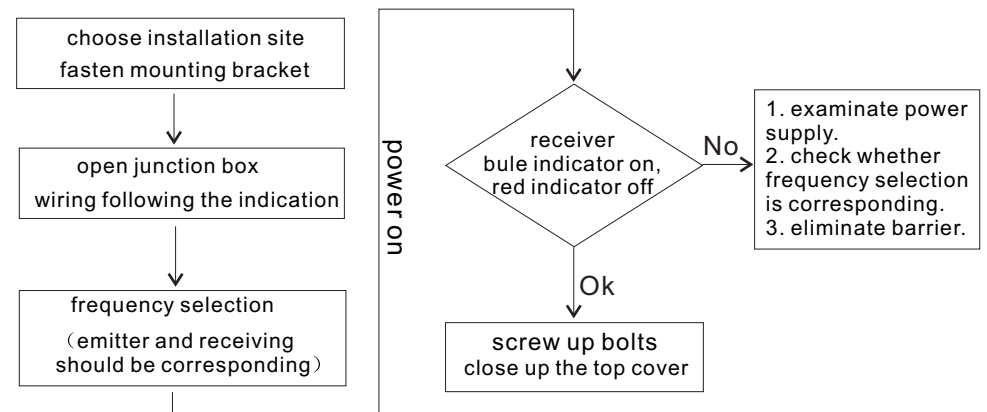 choose installation site
fasten mounting bracket
open junction box
wiring following the indication
frequency selection
（emitter and receiving
should be corresponding）
power on
receiver
bule indicator on,
red indicator off
No
1. examinate power
supply.
2. check whether
frequency selection
is corresponding.
3. eliminate barrier.
Ok
screw up bolts
close up the top cover